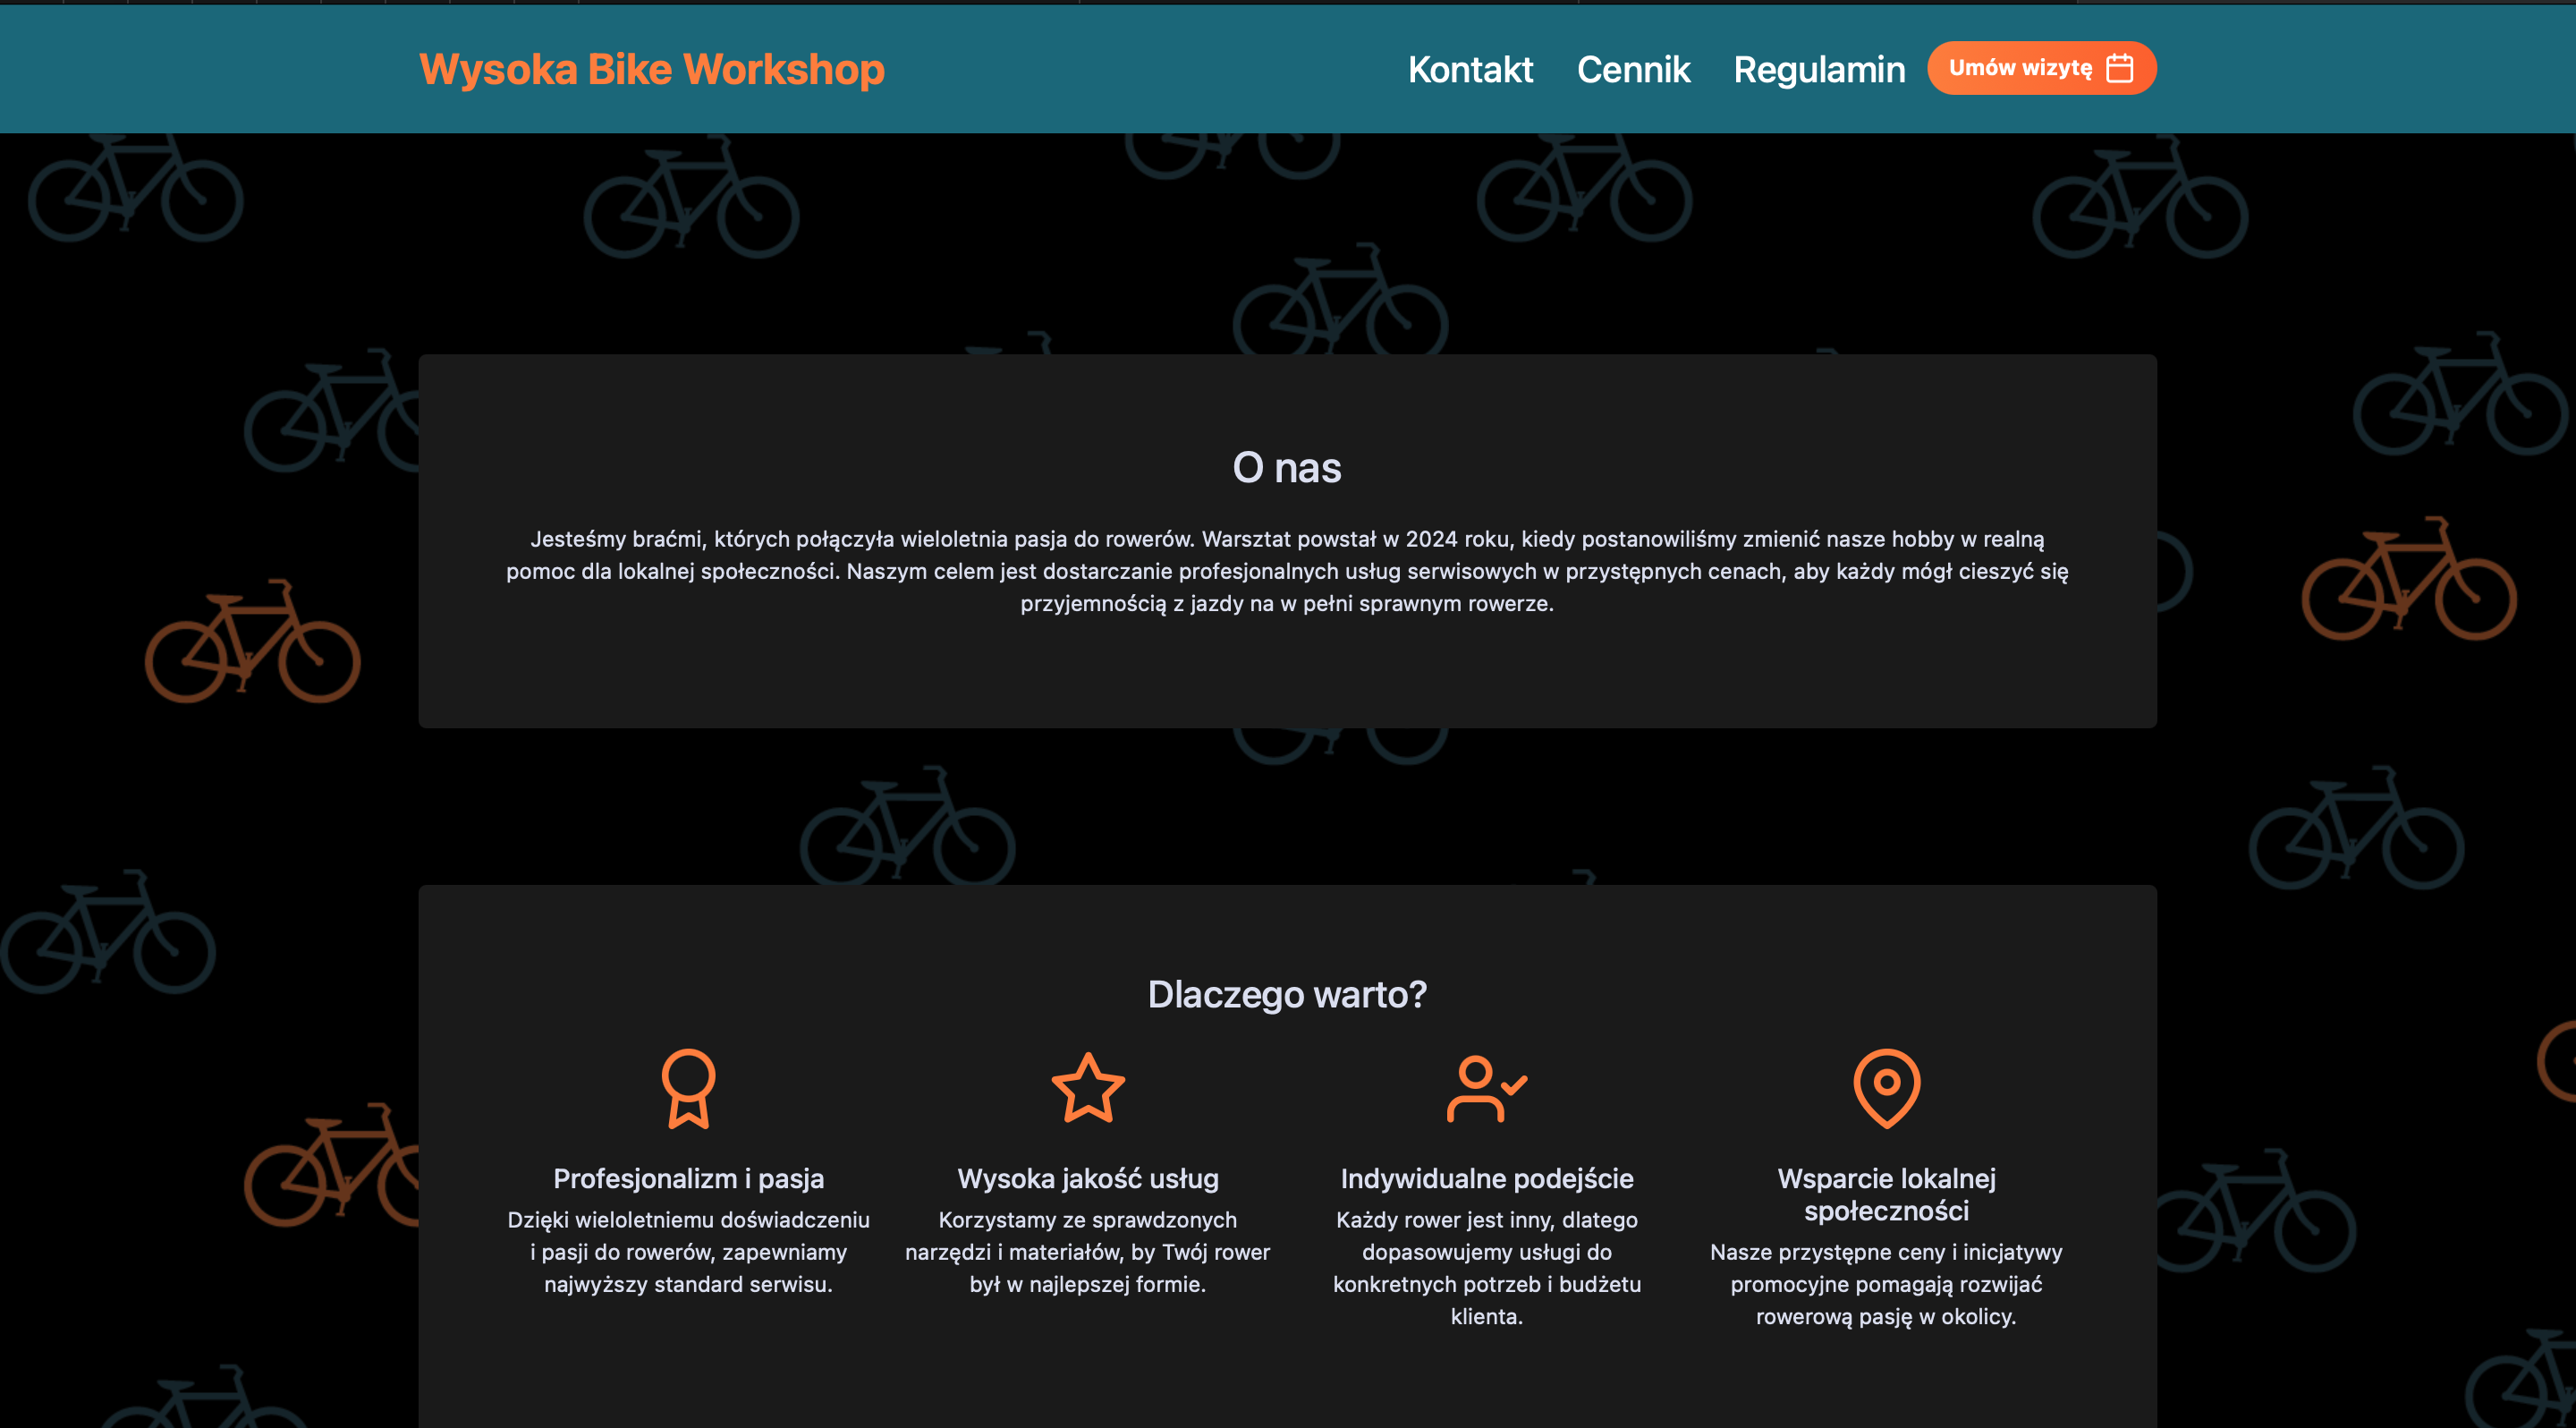 Wysoka Bike Workshop
Kontakt
Cennik
Regulamin
Umów wizytę
O nas
Jesteśmy braćmi, których połączyła wieloletnia pasja do rowerów. Warsztat powstał w 2024 roku, kiedy postanowiliśmy zmienić nasze hobby w realną
pomoc dla lokalnej społeczności. Naszym celem jest dostarczanie profesjonalnych usług serwisowych w przystępnych cenach, aby każdy mógł cieszyć się
przyjemnością z jazdy na w pełni sprawnym rowerze.
Dlaczego warto?
Profesjonalizm i pasja
Dzięki wieloletniemu doświadczeniu
i pasji do rowerów, zapewniamy
najwyższy standard serwisu.
Wysoka jakość usług
Korzystamy ze sprawdzonych
narzędzi i materiałów, by Twój rower
był w najlepszej formie.
Indywidualne podejście
Każdy rower jest inny, dlatego
dopasowujemy usługi do
konkretnych potrzeb i budżetu
klienta.
Wsparcie lokalnej
społeczności
Nasze przystępne ceny i inicjatywy
promocyjne pomagają rozwijać
rowerową pasję w okolicy.